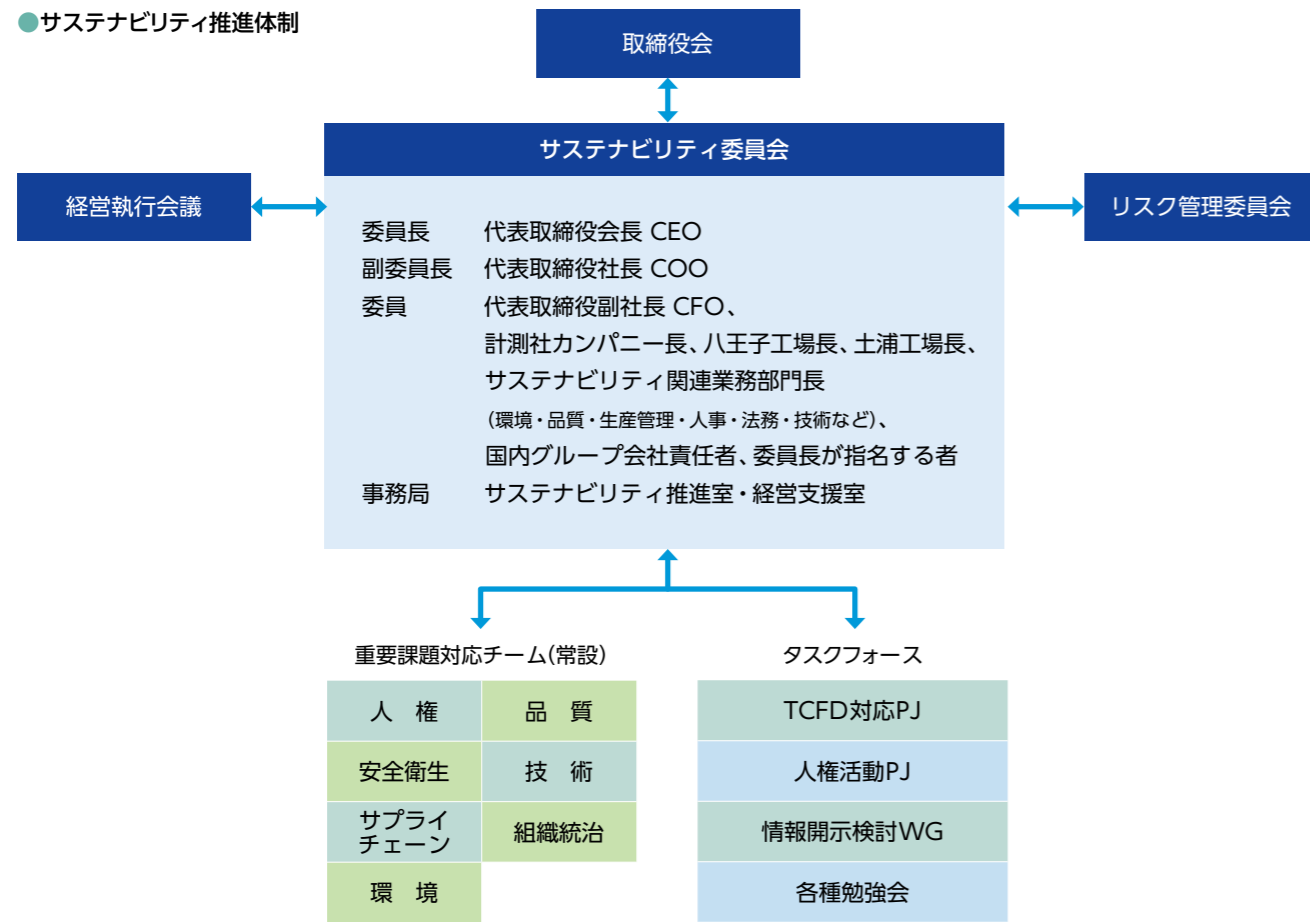 ●サステナビリティ推進体制
取締役会
サステナビリティ委員会
経営執行会議
リスク管理委員会
委員長 代表取締役会長 CEO
副委員長 代表取締役社長 COO
委員 代表取締役副社長 CFO、
計測社カンパニー長、八王子工場長、土浦工場長、
サステナビリティ関連業務部門長
（環境・品質・生産管理・人事・法務・技術など）、
国内グループ会社責任者、委員長が指名する者
事務局 サステナビリティ推進室・経営支援室
重要課題対応チーム(常設)
人　権 品　質
安全衛生 技　術
サプライ
チェーン 組織統治
環　境
タスクフォース
TCFD対応PJ
人権活動PJ
情報開示検討WG
各種勉強会